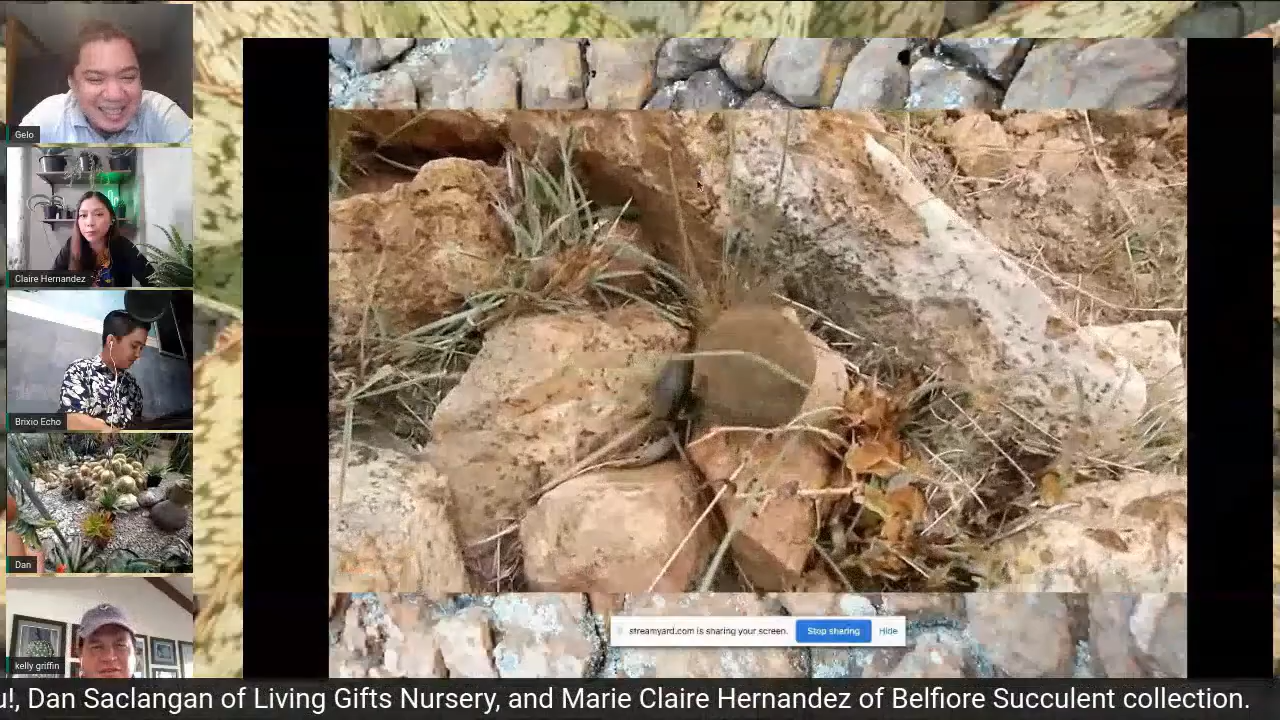 Gelo
Claire Hernandez
Brixio Echo
Dan
kelly griffin
streamyard.com is sharing your screen. Stop sharing Hide
u!, Dan Saclangan of Living Gifts Nursery, and Marie Claire Hernandez of Belfiore Succulent collection.